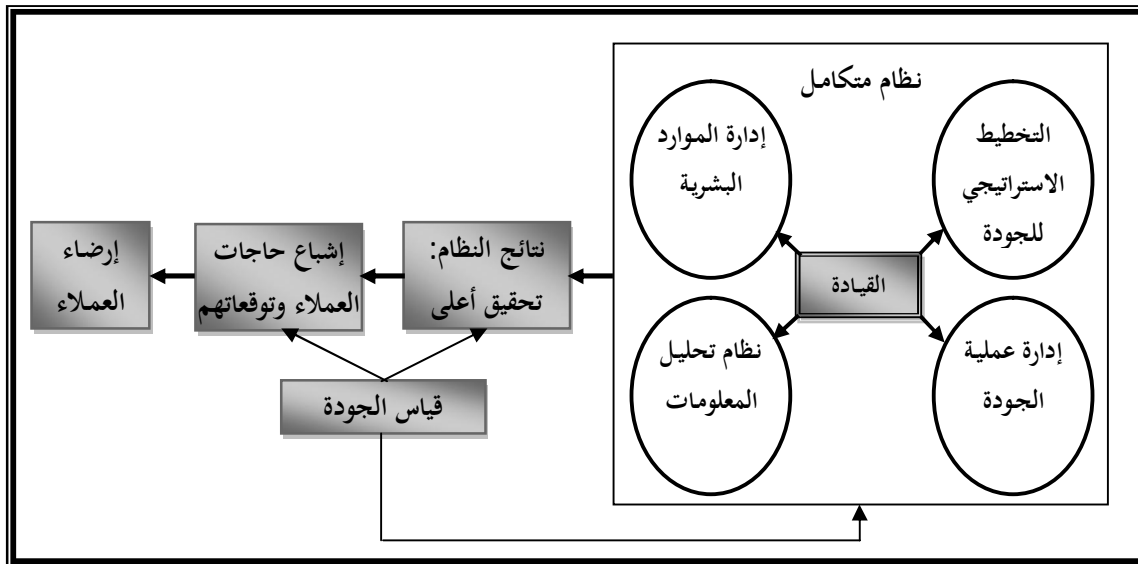 نظام متكامل
التخطيط
الاستراتيجي
للجودة
إدارة الموارد
البشرية
القيادة
إدارة عملية
الجودة
نظام تحليل
المعلومات
نتائج النظام:
تحقيق أعلى
إشباع حاجات
العملاء وتوقعاتهم
إرضاء
العملاء
قياس الجودة